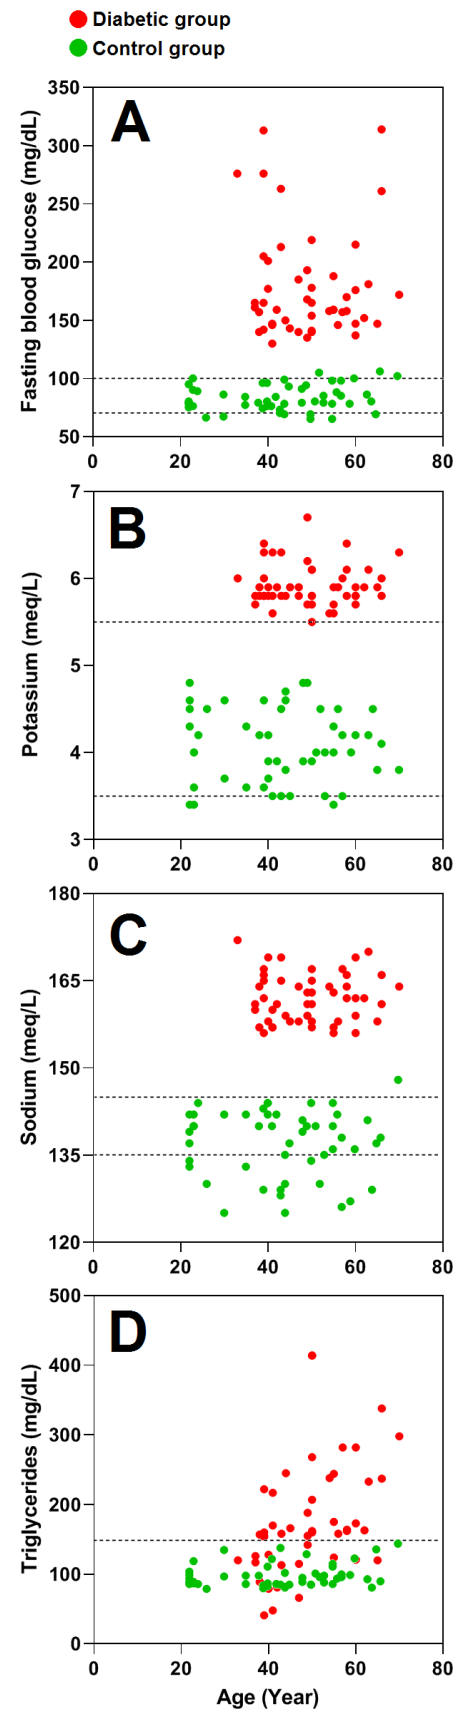 Diabetic group
Control group
A
Fasting blood glucose (mg/dL)
350
300
250
200
150
100
50
0 20 40 60 80
B
Potassium (meq/L)
7
6
5
4
3
0 20 40 60 80
C
Sodium (meq/L)
180
165
150
135
120
0 20 40 60 80
D
Triglycerides (mg/dL)
500
400
300
200
100
0
0 20 40 60 80
Age (Year)